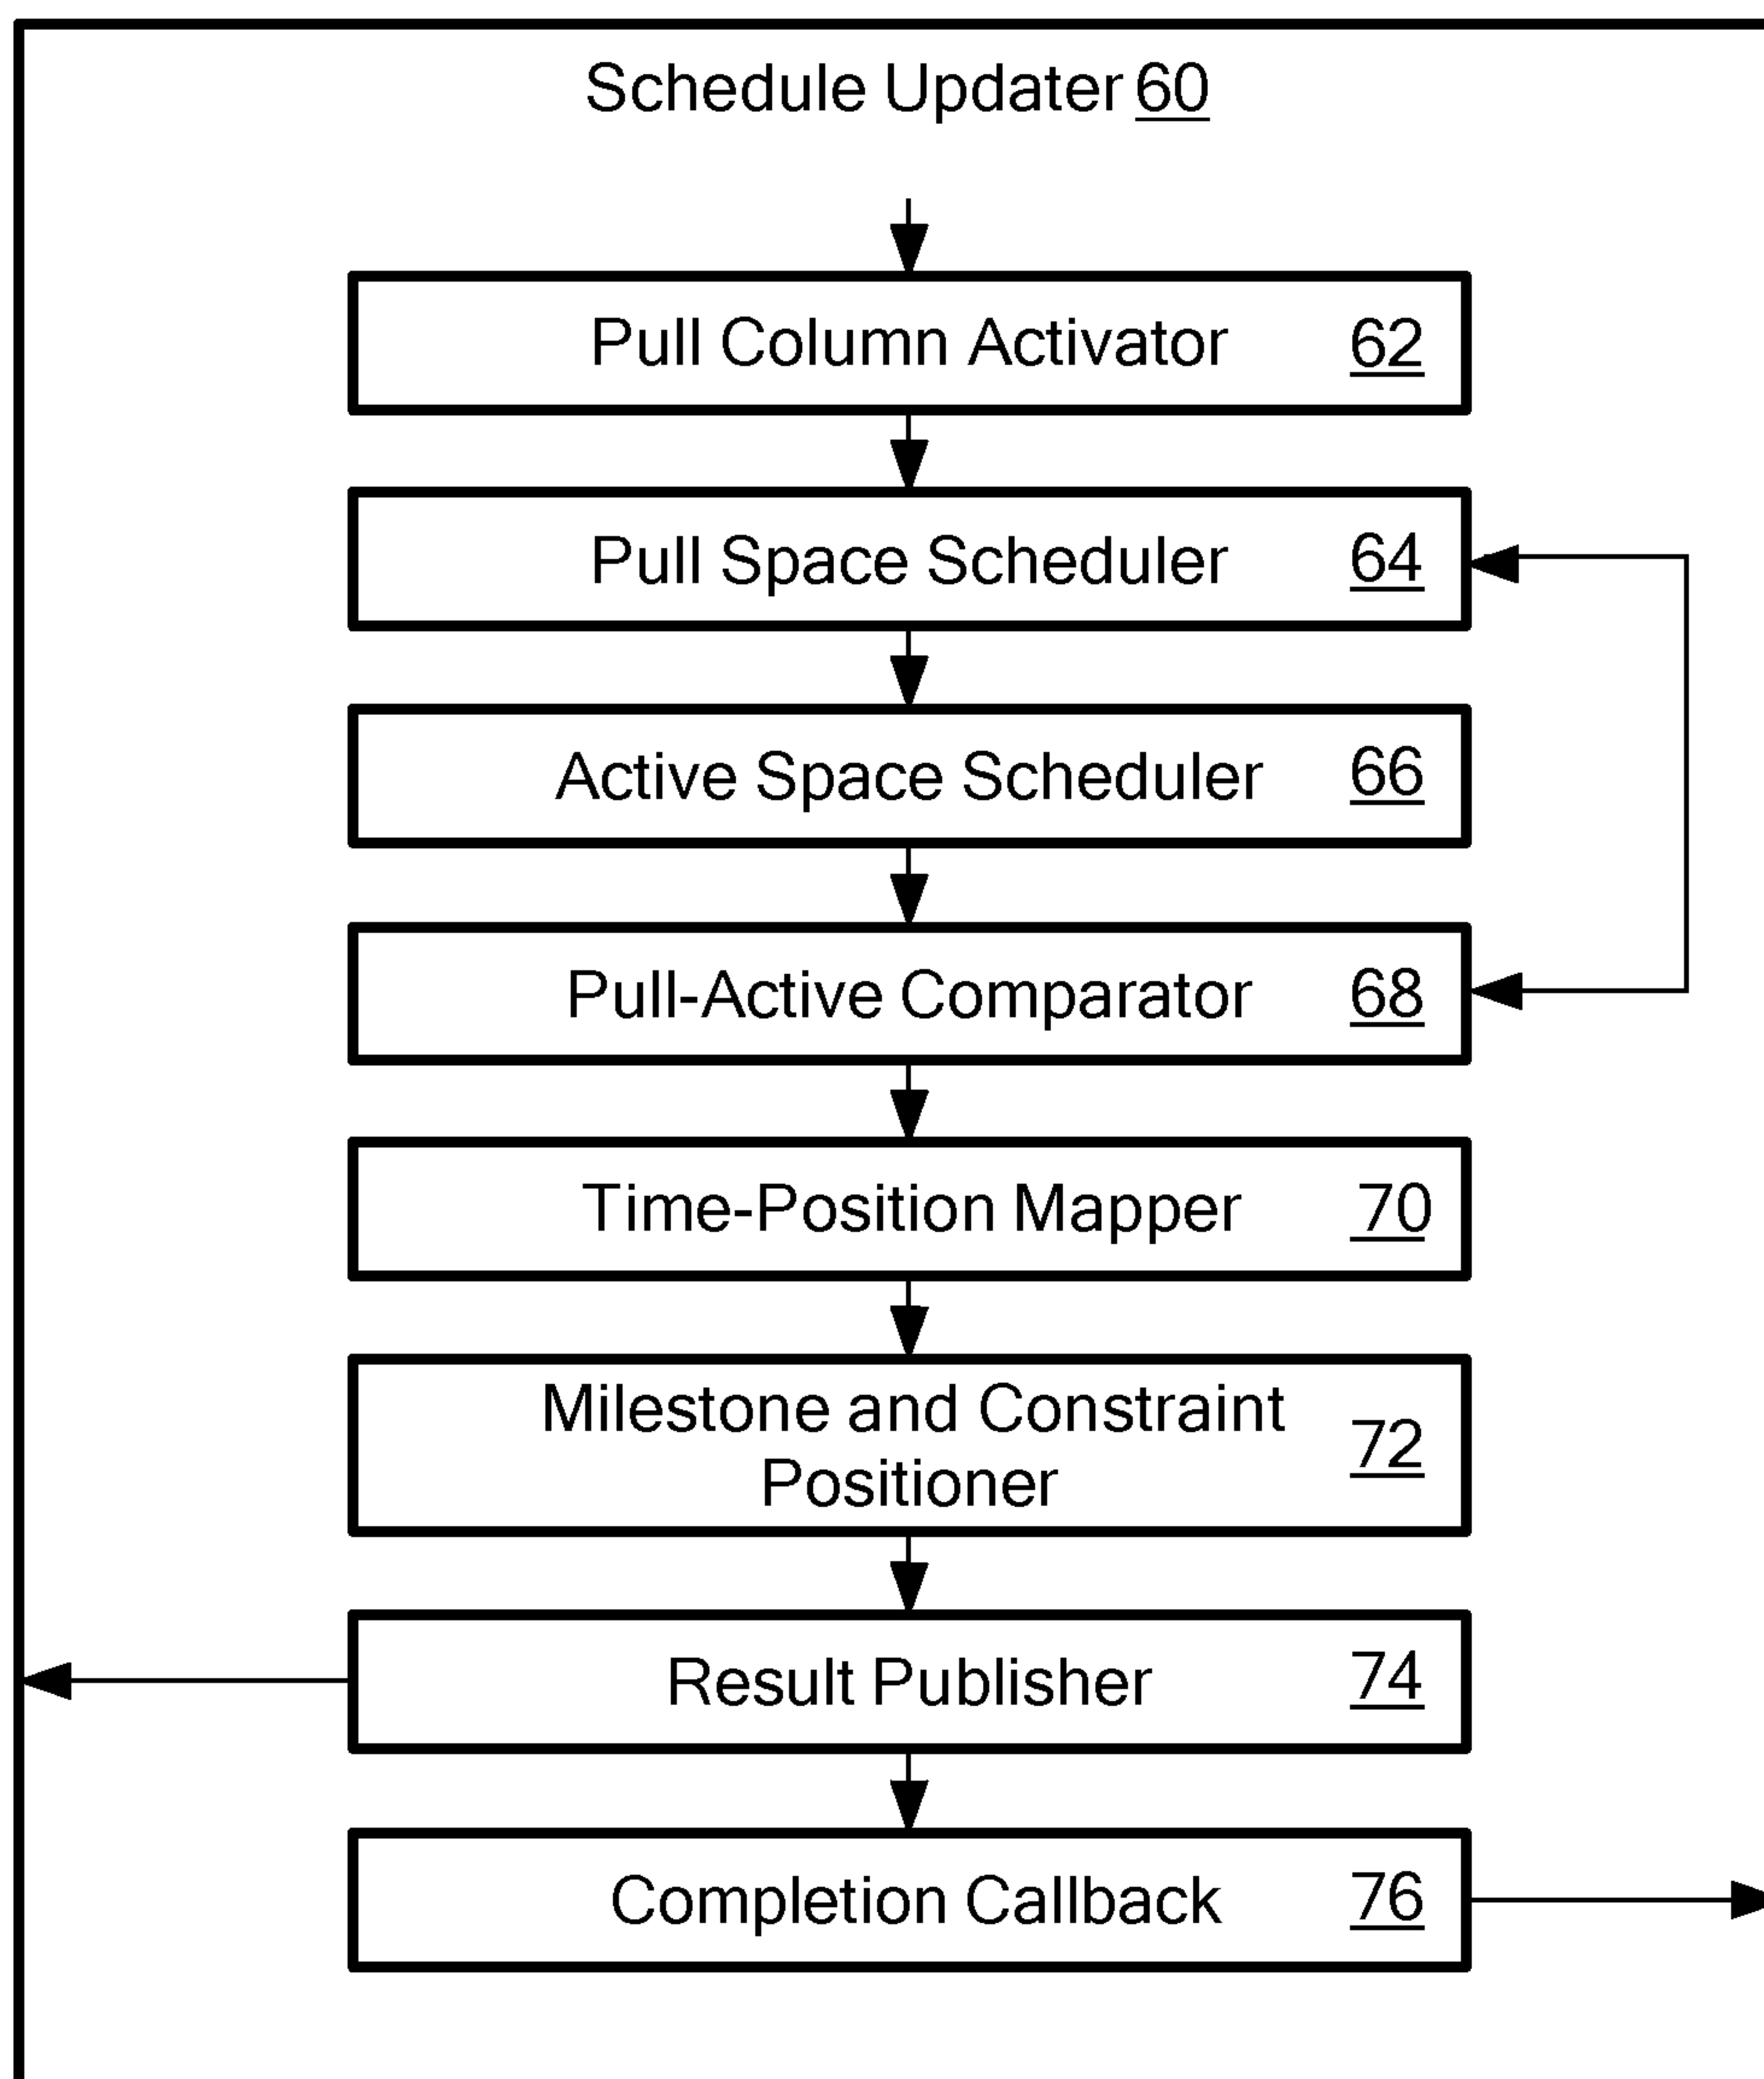 Schedule Updater 60
Pull Column Activator 62
Pull Space Scheduler 64
Active Space Scheduler 66
Pull-Active Comparator 68
Time-Position Mapper 70
Milestone and Constraint
Positioner
72
Result Publisher 74
Completion Callback 76